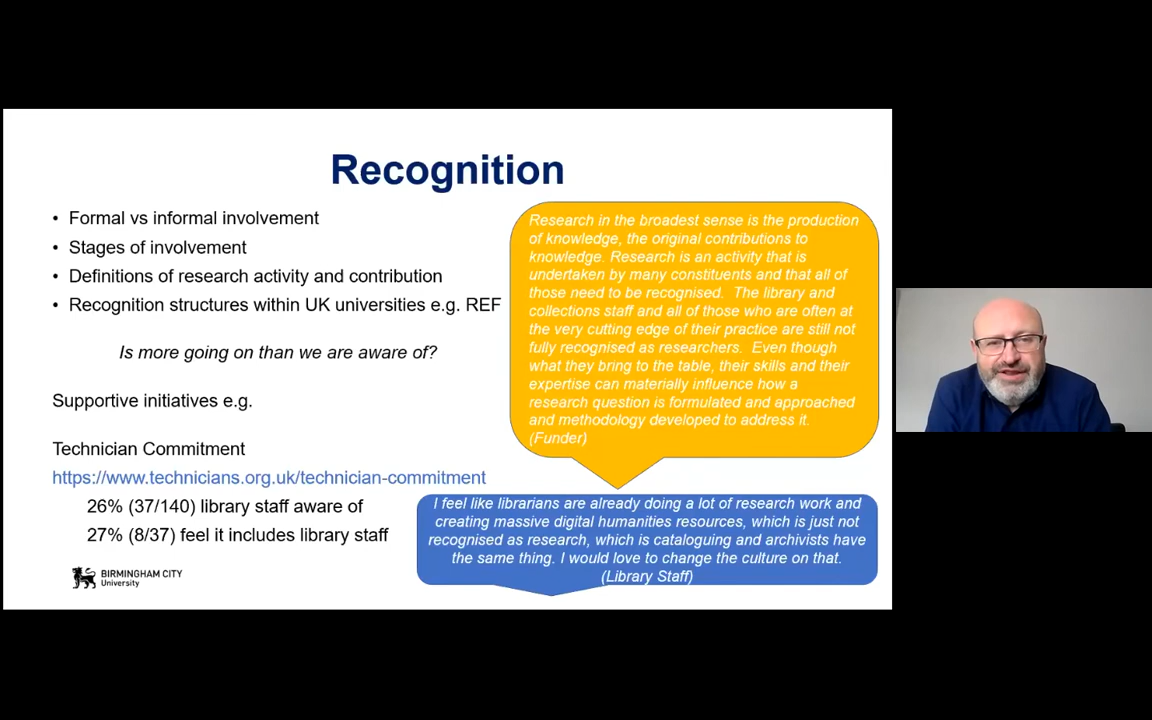 Recognition
• Formal vs informal involvement
• Stages of involvement
• Definitions of research activity and contribution
• Recognition structures within UK universities e.g. REF
Is more going on than we are aware of?
Supportive initiatives e.g.
Technician Commitment
https://www.technicians.org.uk/technician-commitment
26% (37/140) library staff aware of
27% (8/37) feel it includes library staff
BIRMINGHAM CITY
University
Research in the broadest sense is the production
of knowledge, the original contributions to
knowledge. Research is an activity that is
undertaken by many constituents and that all of
those need to be recognised.  The library and
collections staff and all of those who are often at
the very cutting edge of their practice are still not
fully recognised as researchers.  Even though
what they bring to the table, their skills and their
expertise can materially influence how a
research question is formulated and approached
and methodology developed to address it.
(Funder)
I feel like librarians are already doing a lot of research work and
creating massive digital humanities resources, which is just not
recognised as research, which is cataloguing and archivists have
the same thing. I would love to change the culture on that.
(Library Staff)